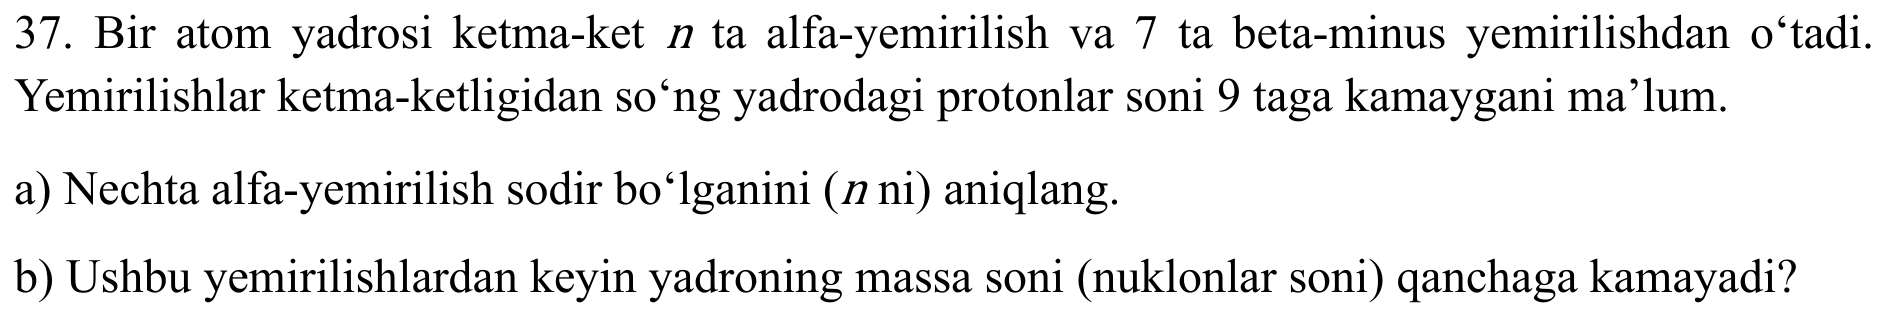 37. Bir atom yadrosi ketma-ket n ta alfa-yemirilish va 7 ta beta-minus yemirilishdan o‘tadi.
Yemirilishlar ketma-ketligidan so‘ng yadrodagi protonlar soni 9 taga kamaygani ma’lum.
a) Nechta alfa-yemirilish sodir bo‘lganini (n ni) aniqlang.
b) Ushbu yemirilishlardan keyin yadroning massa soni (nuklonlar soni) qanchaga kamayadi?